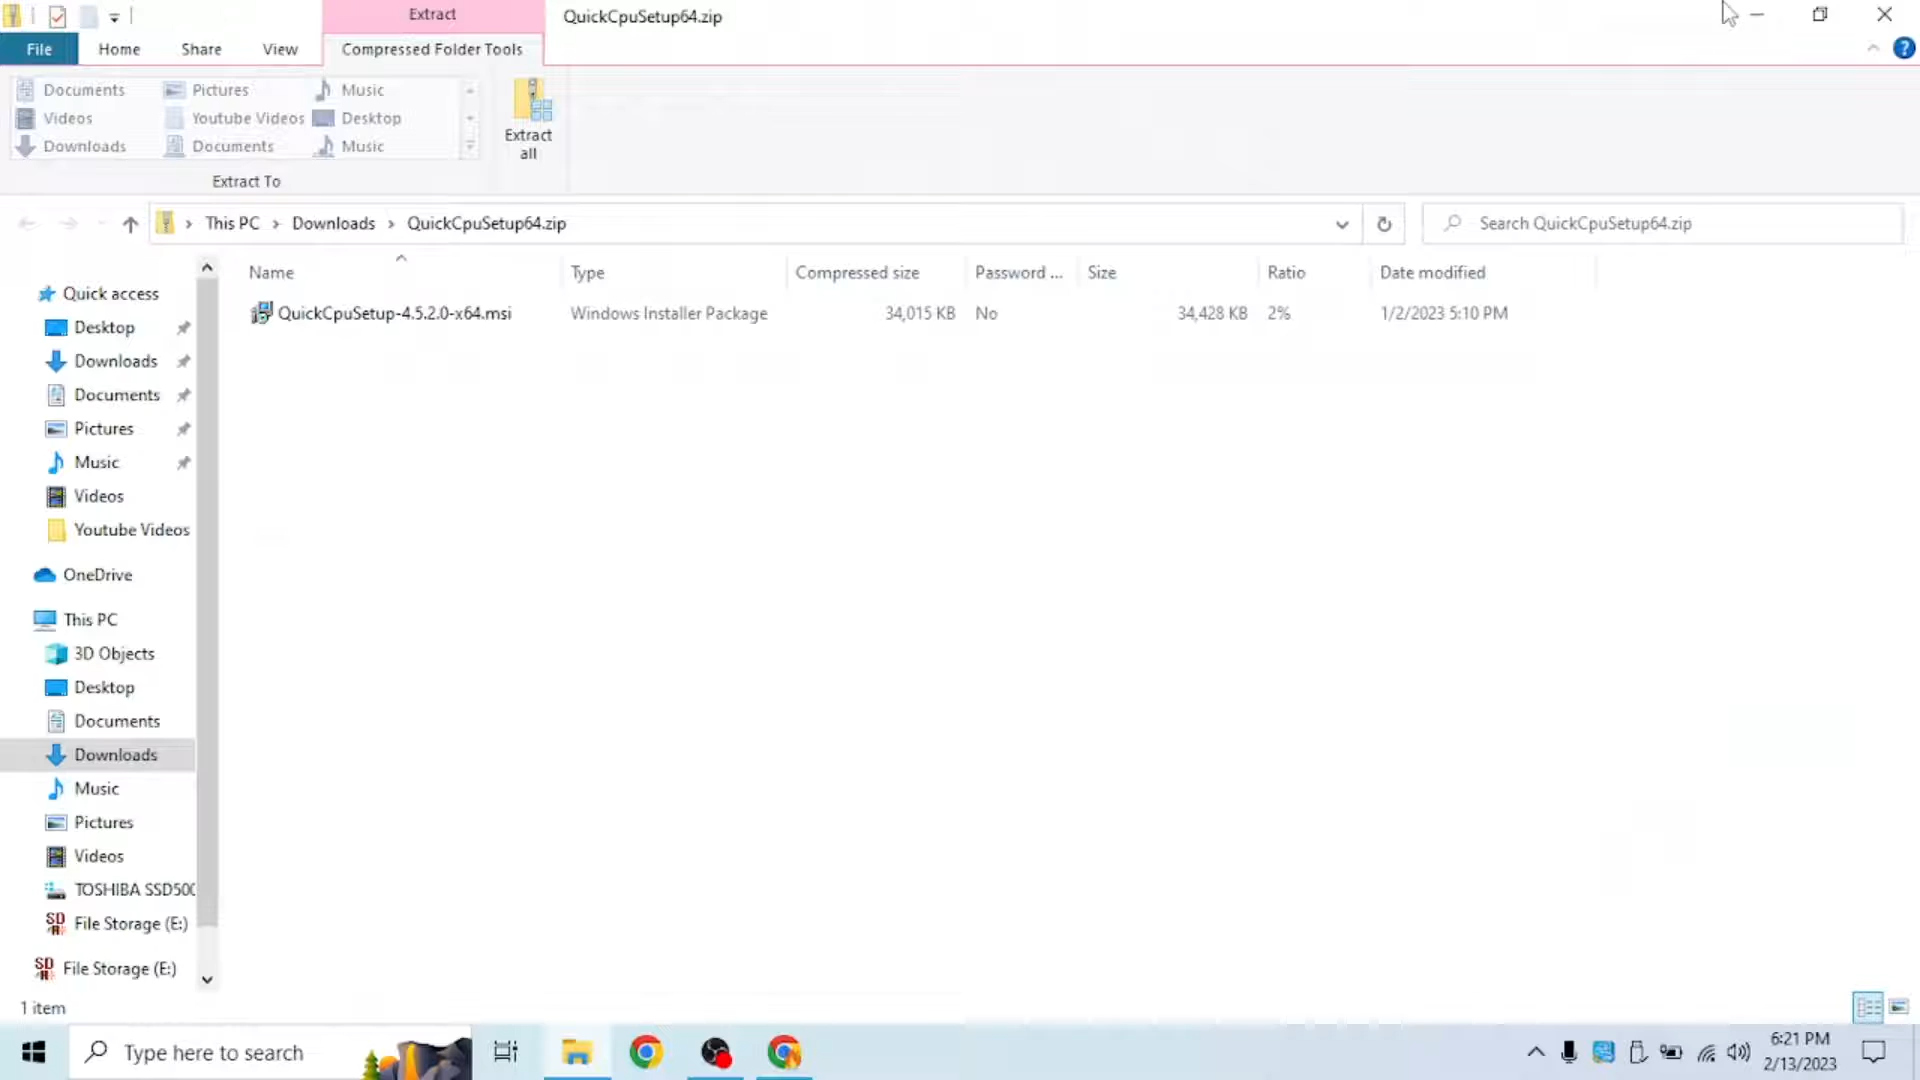 Extract
QuickCpuSetup64.zip
File
Home
Share
View
Compressed Folder Tools
Documents
Pictures
Music
Videos
Youtube Videos
Desktop
Downloads
Documents
Music
Extract To
Extract
all
This PC
Downloads
QuickCpuSetup64.zip
Search QuickCpuSetup64.zip
Name
Type
Compressed size
Password ...
Size
Ratio
Date modified
QuickCpuSetup-4.5.2.0-x64.msi
Windows Installer Package
34,015 KB
No
34,428 KB
2%
1/2/2023 5:10 PM
Quick access
Desktop
Downloads
Documents
Pictures
Music
Videos
Youtube Videos
OneDrive
This PC
3D Objects
Desktop
Documents
Downloads
Music
Pictures
Videos
TOSHIBA SSD500
File Storage (E:)
File Storage (E:)
1 item
Type here to search
6:21 PM
2/13/2023